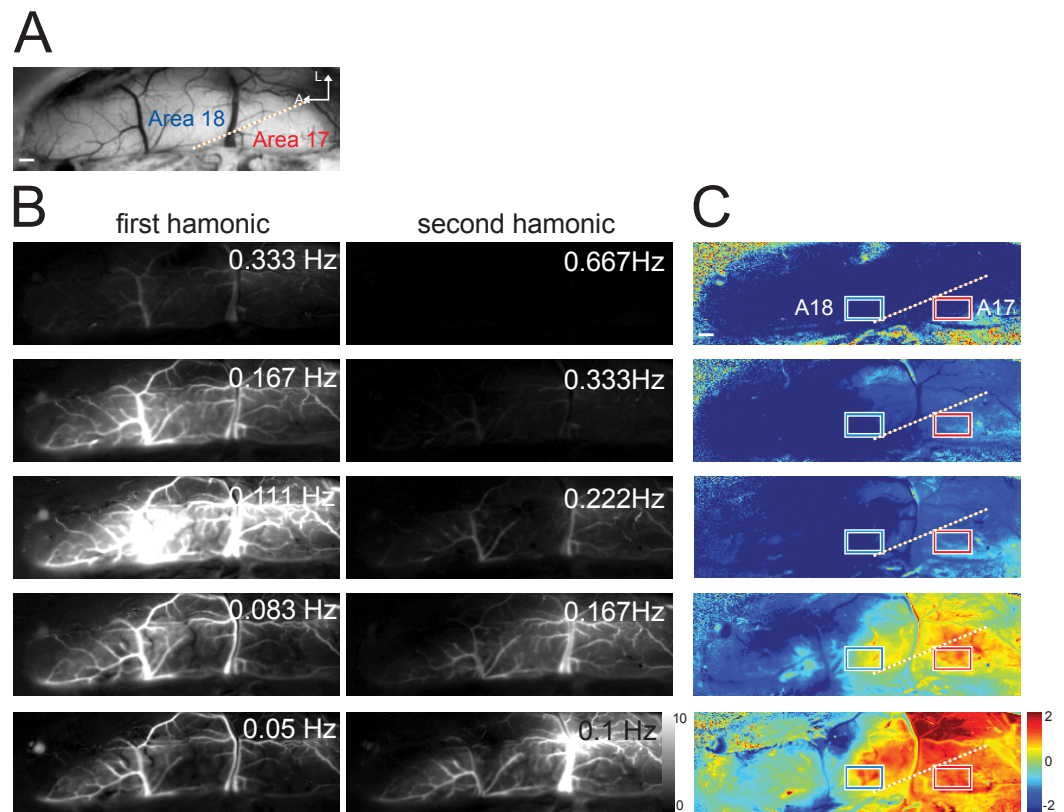 A
L
A
Area 18
Area 17
B
C
first hamonic
second hamonic
0.333 Hz
0.667Hz
A18
A17
0.167 Hz
0.333Hz
0.111 Hz
0.222Hz
0.083 Hz
0.167Hz
0.05 Hz
0.1 Hz
10
0
2
-2